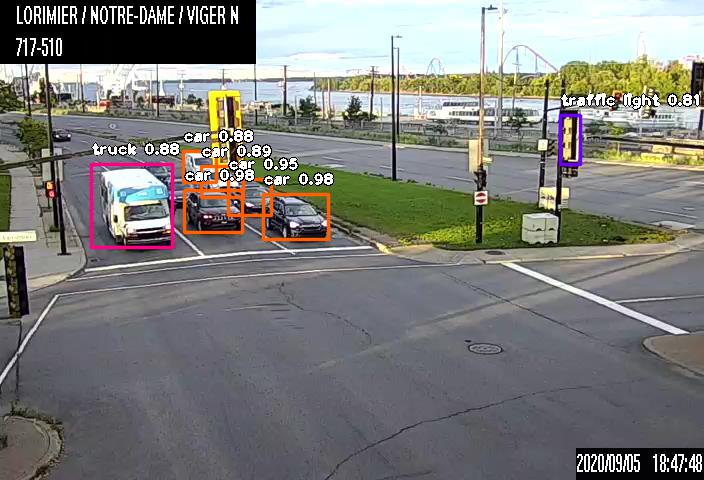 LORIMIER / NOTRE-DAME / VIGER N
717-510
traffic light 0.81
car 0.88
truck 0.88
car 0.89
car 0.95
car 0.98
car 0.98
2020/09/05 18:47:48